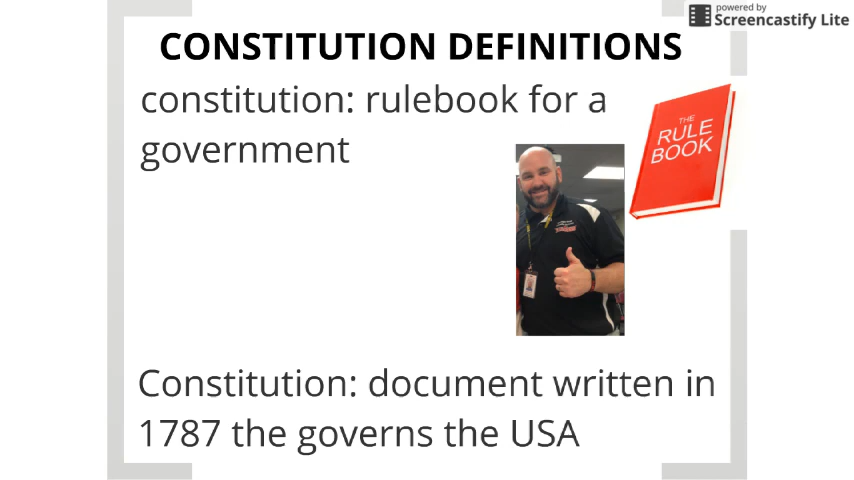 powered by
Screencastify Lite
CONSTITUTION DEFINITIONS
constitution: rulebook for a
government
THE
RULE
BOOK
Constitution: document written in
1787 the governs the USA